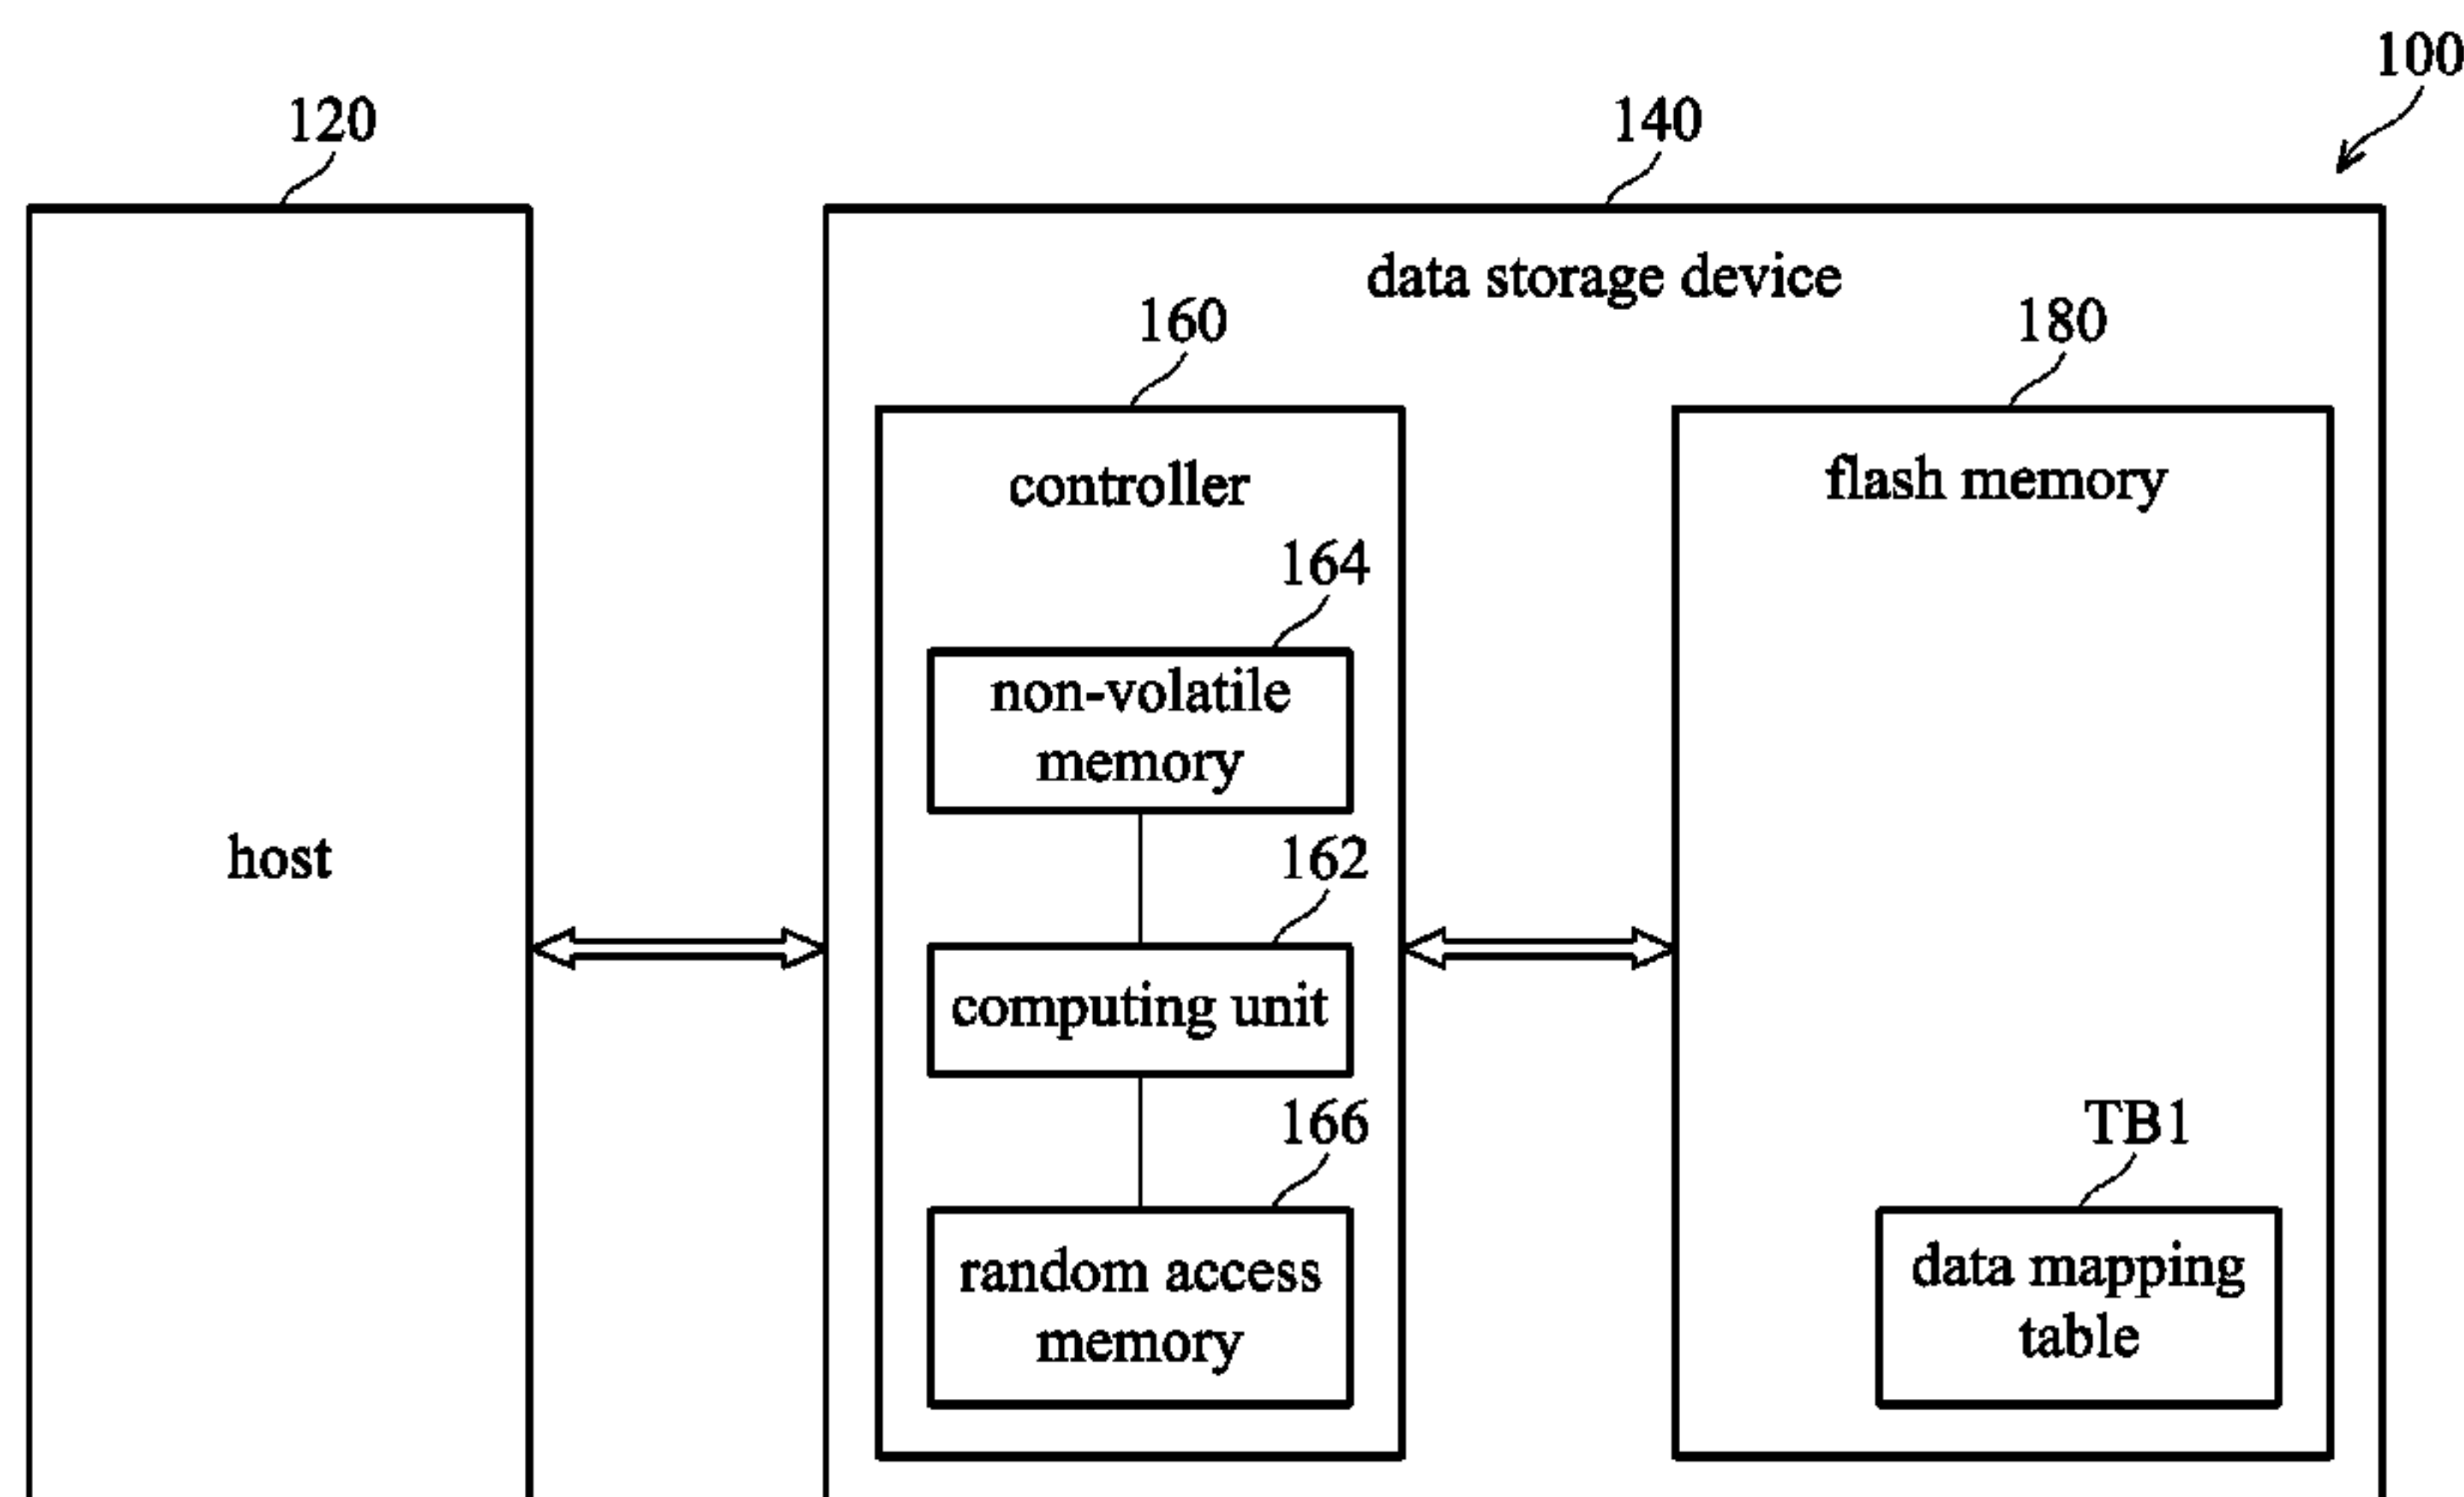 100
120
140
data storage device
160
180
controller
flash memory
164
non-volatile
memory
host
162
computing unit
166
TB1
random access
memory
data mapping
table